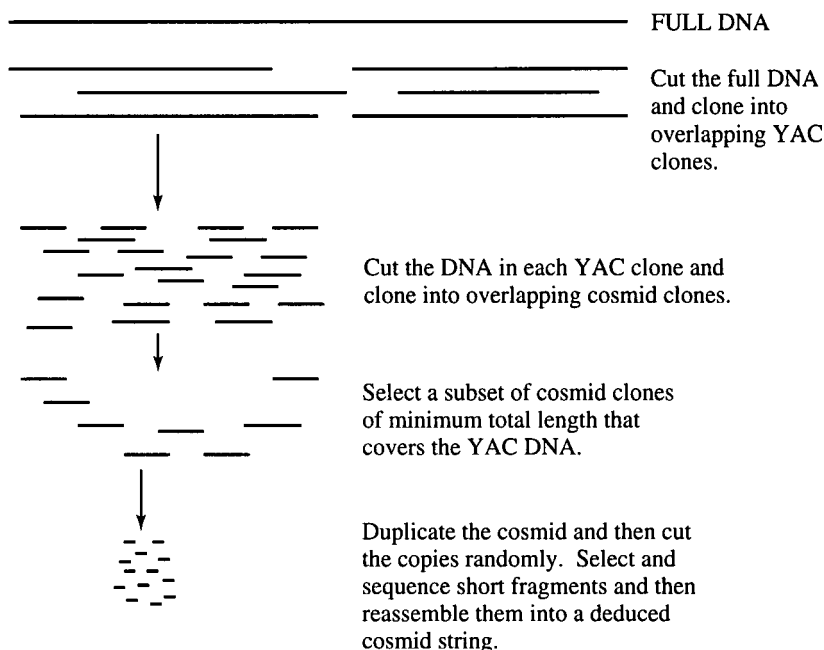 FULL DNA
Cut the full DNA
and clone into
overlapping YAC
clones.
Cut the DNA in each YAC clone and
clone into overlapping cosmid clones.
Select a subset of cosmid clones
of minimum total length that
covers the YAC DNA.
Duplicate the cosmid and then cut
the copies randomly. Select and
sequence short fragments and then
reassemble them into a deduced
cosmid string.